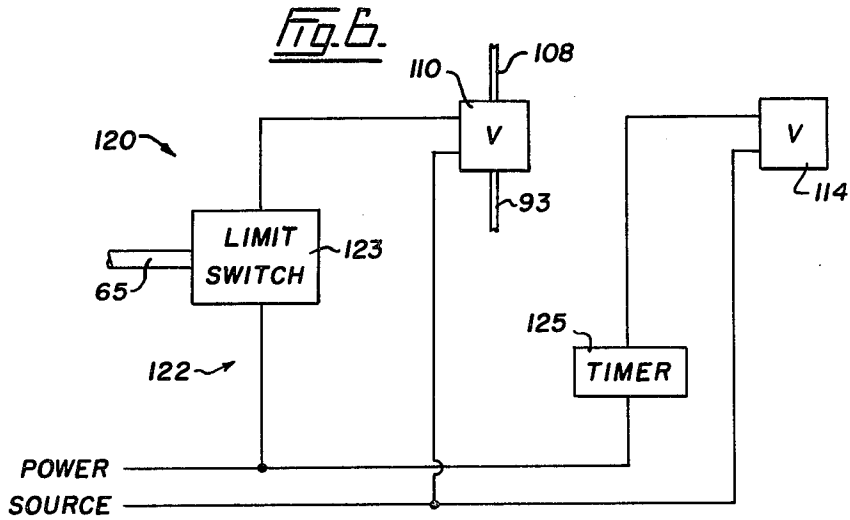 Fig. 6.
110
108
V
V
120
114
93
LIMIT
SWITCH
123
65
125
TIMER
122
POWER
SOURCE